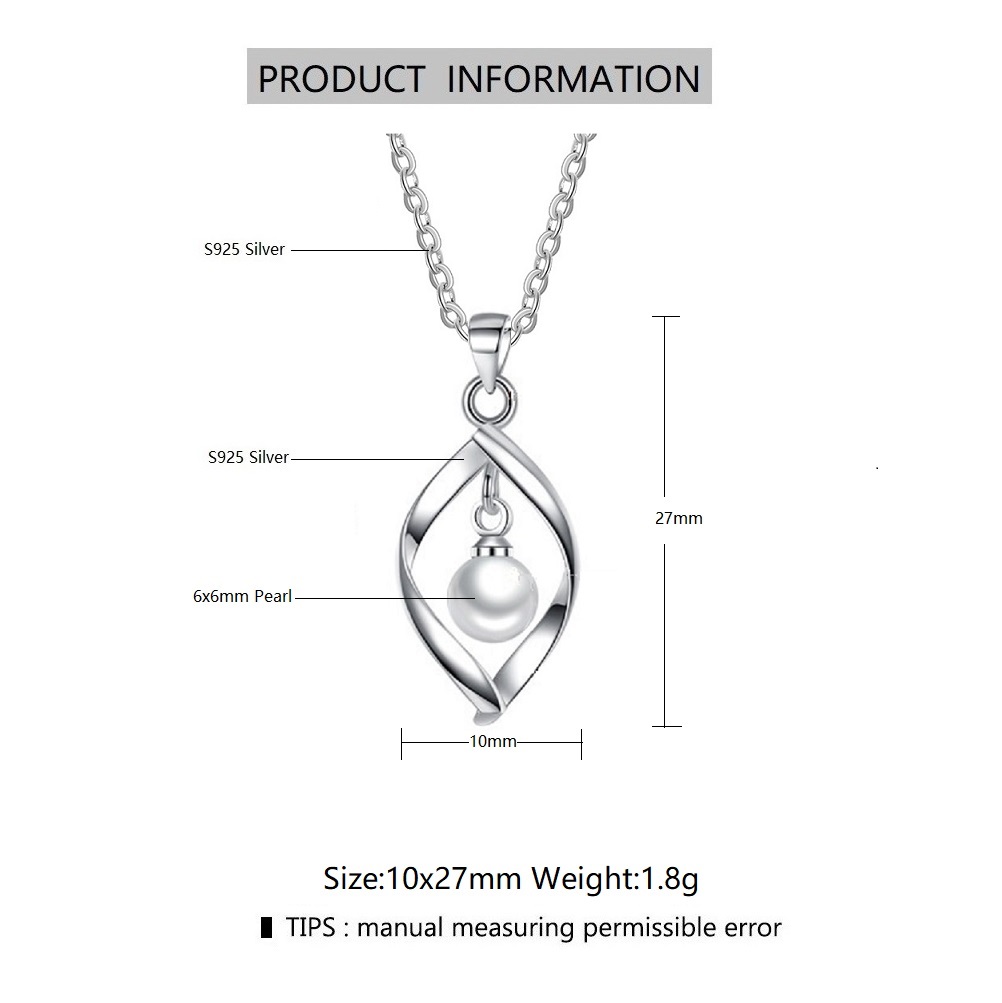 PRODUCT INFORMATION
S925 Silver
S925 Silver
27mm
6x6mm Pearl
10mm
Size:10x27mm Weight:1.8g
TIPS : manual measuring permissible error